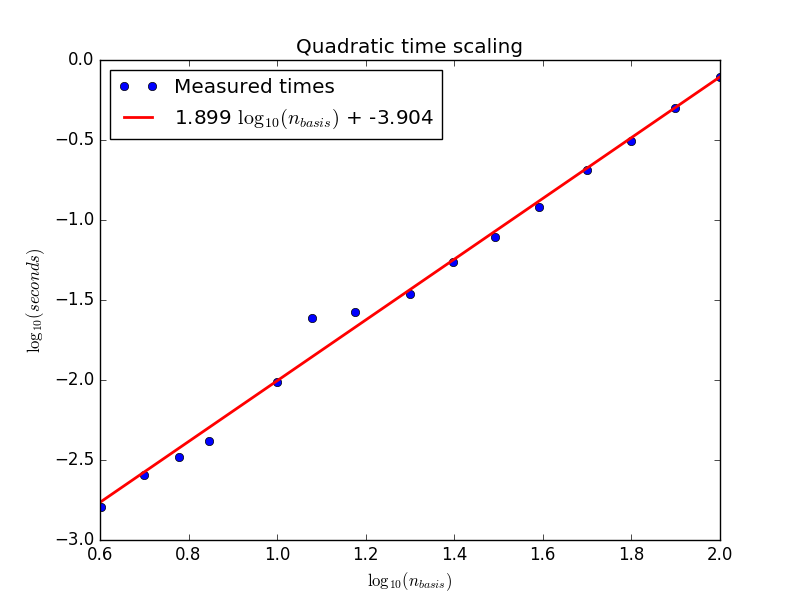 Quadratic time scaling
Measured times
1.899 log10(nbasis) + -3.904
0.0
−0.5
−1.0
−1.5
−2.0
−2.5
−3.0
log10(seconds)
0.6 0.8 1.0 1.2 1.4 1.6 1.8 2.0
log10(nbasis)